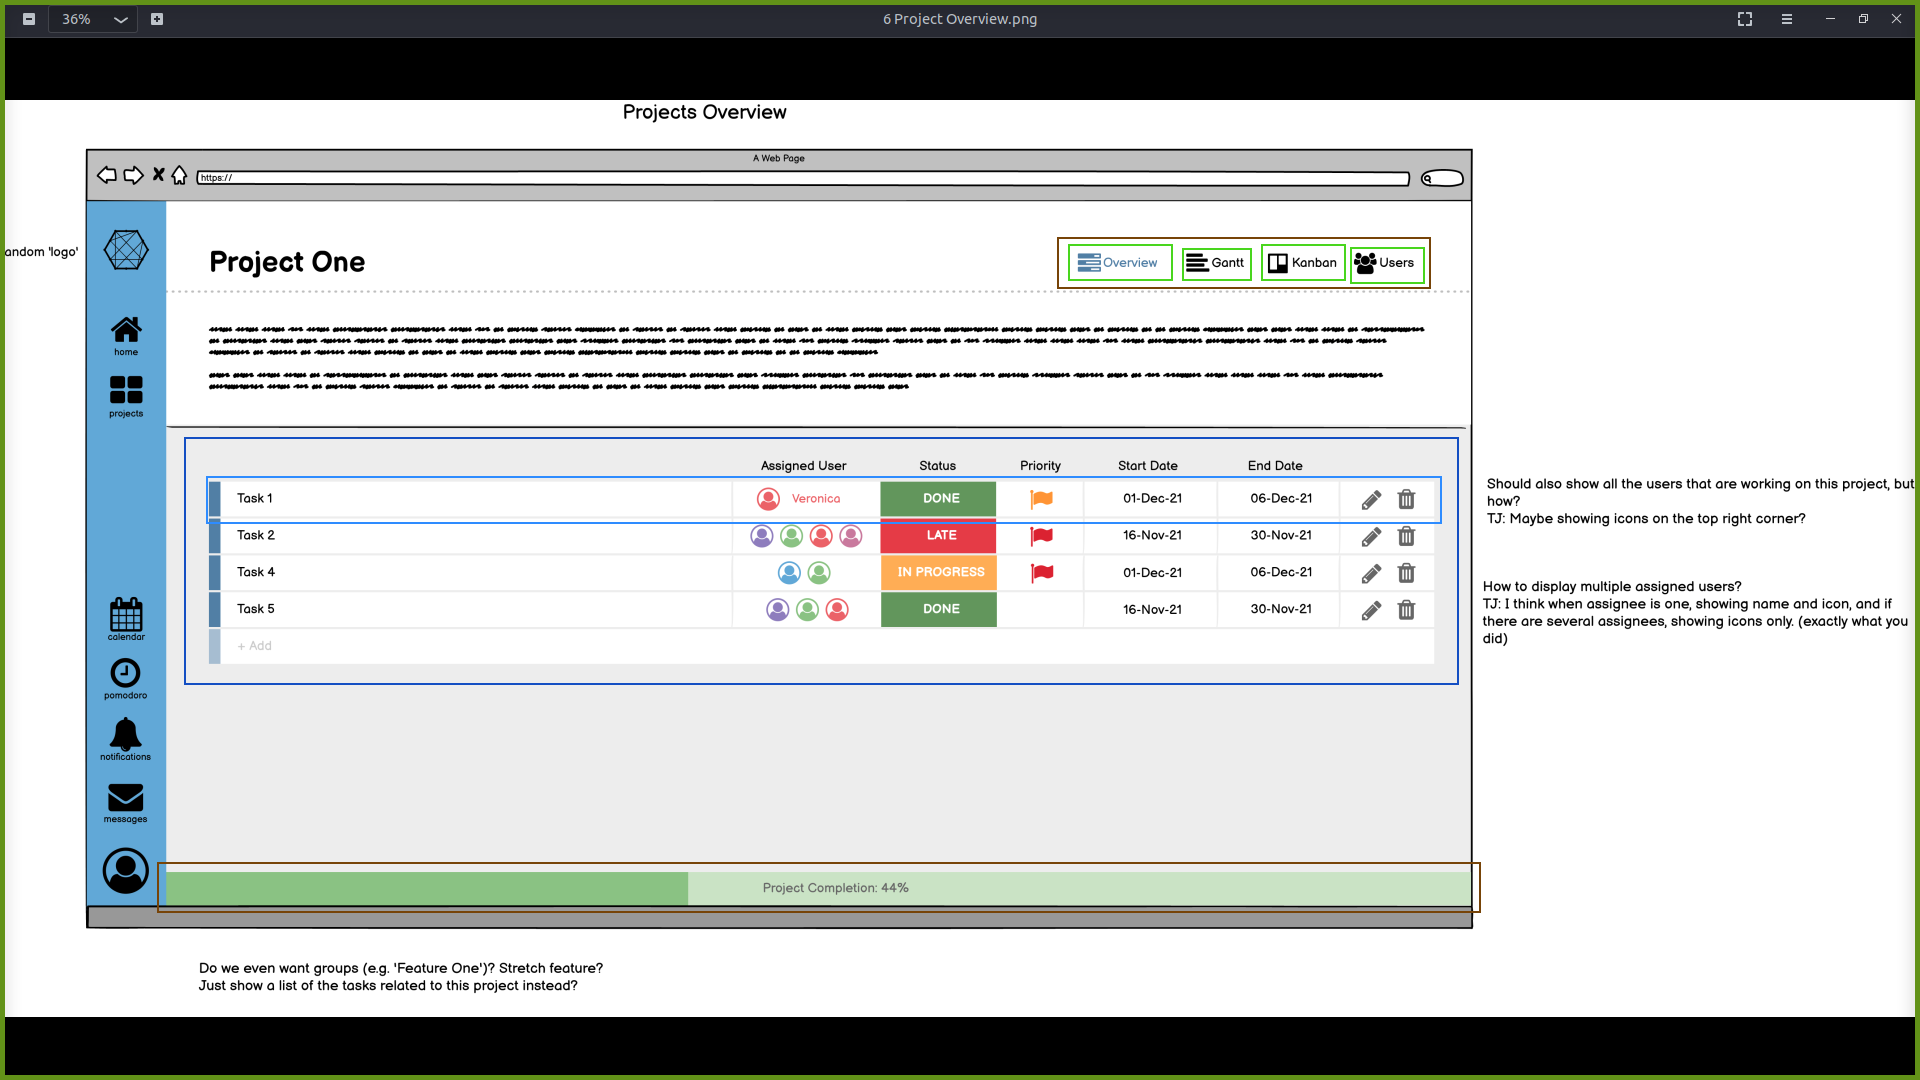 36%
6 Project Overview.png
Projects Overview
A Web Page
https://
andom 'logo'
Project One
Overview
Gantt
Kanban
Users
home
projects
calendar
pomodoro
notifications
messages
Assigned User Status Priority Start Date End Date
Task 1 Veronica DONE 01-Dec-21 06-Dec-21
Task 2 LATE 16-Nov-21 30-Nov-21
Task 4 IN PROGRESS 01-Dec-21 06-Dec-21
Task 5 DONE 16-Nov-21 30-Nov-21
+ Add
Project Completion: 44%
Should also show all the users that are working on this project, but
how?
TJ: Maybe showing icons on the top right corner?
How to display multiple assigned users?
TJ: I think when assignee is one, showing name and icon, and if
there are several assignees, showing icons only. (exactly what you
did)
Do we even want groups (e.g. 'Feature One')? Stretch feature?
Just show a list of the tasks related to this project instead?